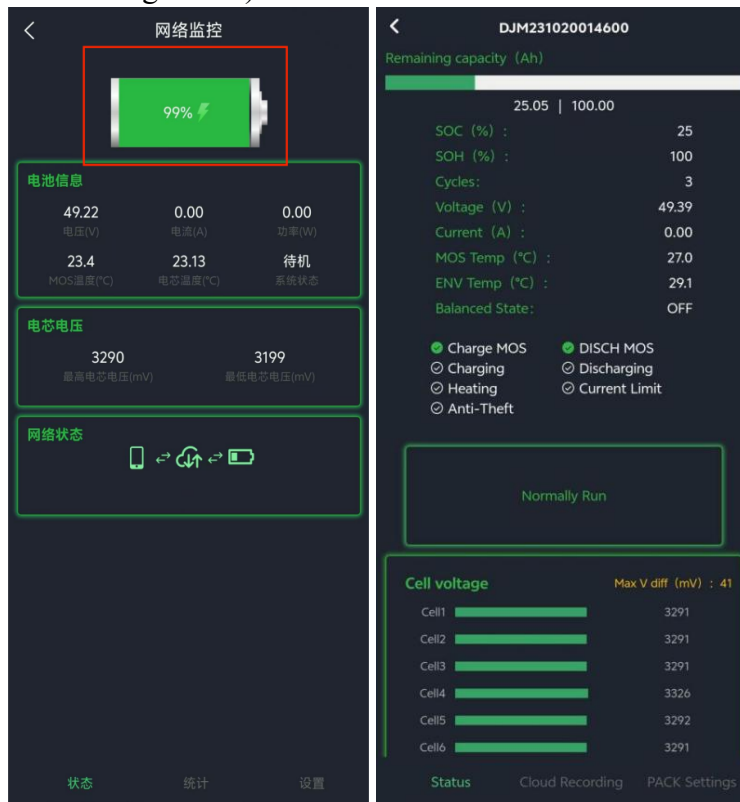 网络监控
99%
电池信息
49.22 0.00 0.00
电压(V) 电流(A) 功率(W)
23.4 23.13 待机
MOS温度(°C) 电芯温度(°C) 系统状态
电芯电压
3290 3199
最高电芯电压(mV) 最低电芯电压(mV)
网络状态
状态 统计 设置
DJM231020014600
Remaining capacity (Ah)
25.05 | 100.00
SOC (%) : 25
SOH (%) : 100
Cycles: 3
Voltage (V) : 49.39
Current (A) : 0.00
MOS Temp (°C) : 27.0
ENV Temp (°C) : 29.1
Balanced State: OFF
Charge MOS DISCH MOS
Charging Discharging
Heating Current Limit
Anti-Theft
Normally Run
Cell voltage Max V diff (mV) : 41
Cell1 3291
Cell2 3291
Cell3 3291
Cell4 3326
Cell5 3292
Cell6 3291
Status Cloud Recording PACK Settings